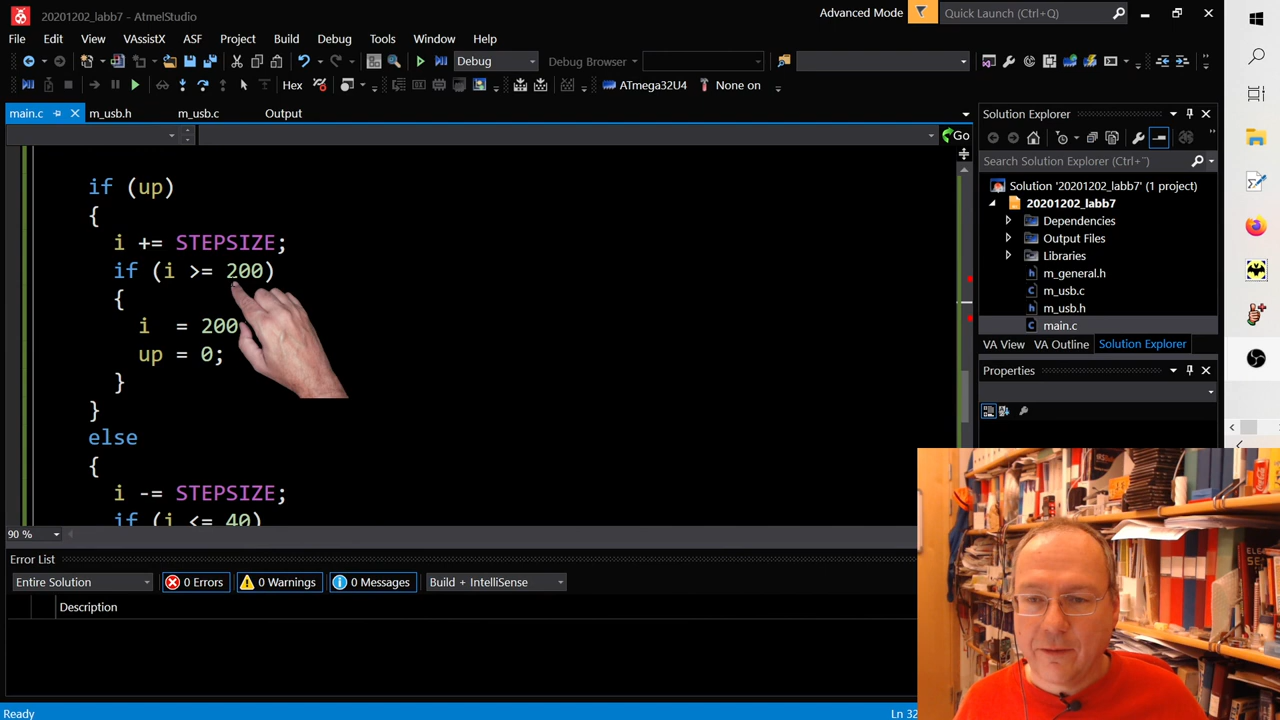 20201202_labb7 - AtmelStudio
Advanced Mode
Quick Launch (Ctrl+Q)
File Edit View VAssistX ASF Project Build Debug Tools Window Help
Debug
Debug Browser
Hex
ATmega32U4
None on
main.c
m_usb.h
m_usb.c
Output
Go
if (up)
{
i += STEPSIZE;
if (i >= 200)
{
i = 200
up = 0;
}
}
else
{
i -= STEPSIZE;
if (i <= 40)
90 %
Error List
Entire Solution
0 Errors
0 Warnings
0 Messages
Build + IntelliSense
Description
Ready
Ln 32
Solution Explorer
Search Solution Explorer (Ctrl+¨)
Solution '20201202_labb7' (1 project)
20201202_labb7
Dependencies
Output Files
Libraries
m_general.h
m_usb.c
m_usb.h
main.c
VA View
VA Outline
Solution Explorer
Properties